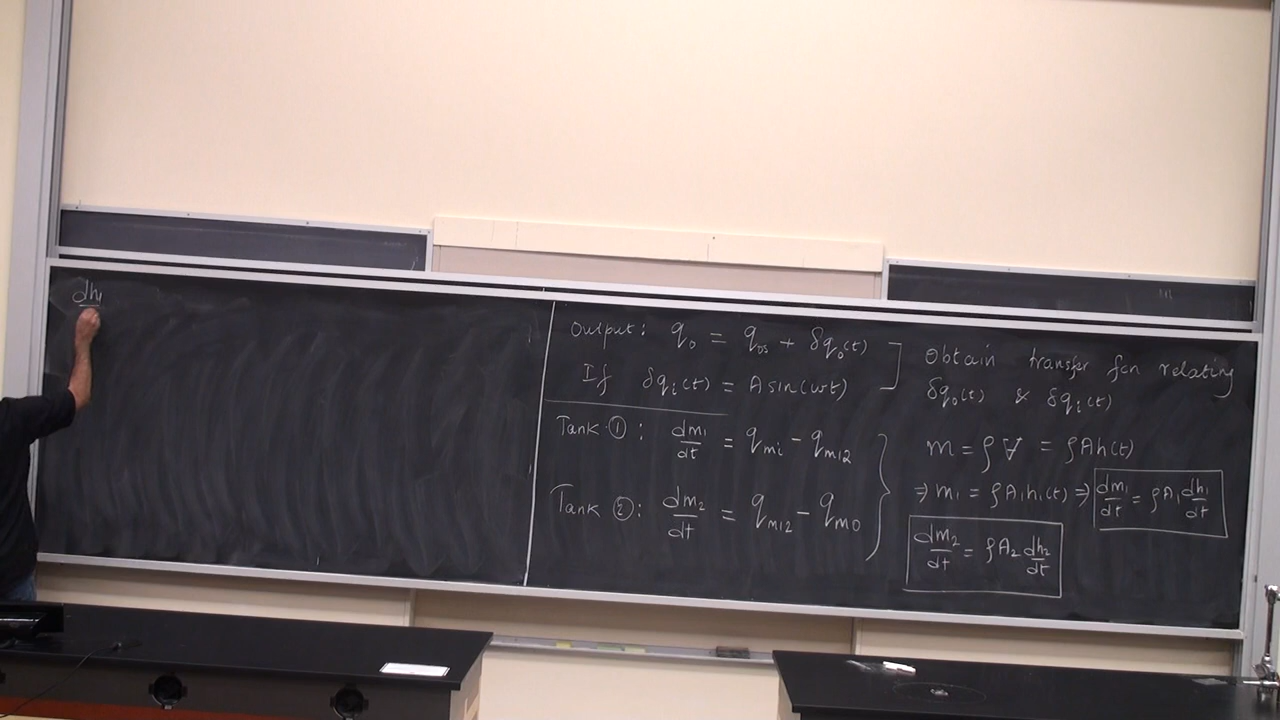 dh₁
Output: q₀ = q₀ₛ + δq₀(t)
If δqᵢ(t) = A sin(ωt)
Obtain transfer fcn relating
δq₀(t) & δqᵢ(t)
Tank ①: dm₁/dt = qₘᵢ - qₘ₁₂
Tank ②: dm₂/dt = qₘ₁₂ - qₘ₀
m = ρV = ρAh(t)
⇒ m₁ = ρA₁h₁(t) ⇒ dm₁/dt = ρA₁ dh₁/dt
dm₂/dt = ρA₂ dh₂/dt